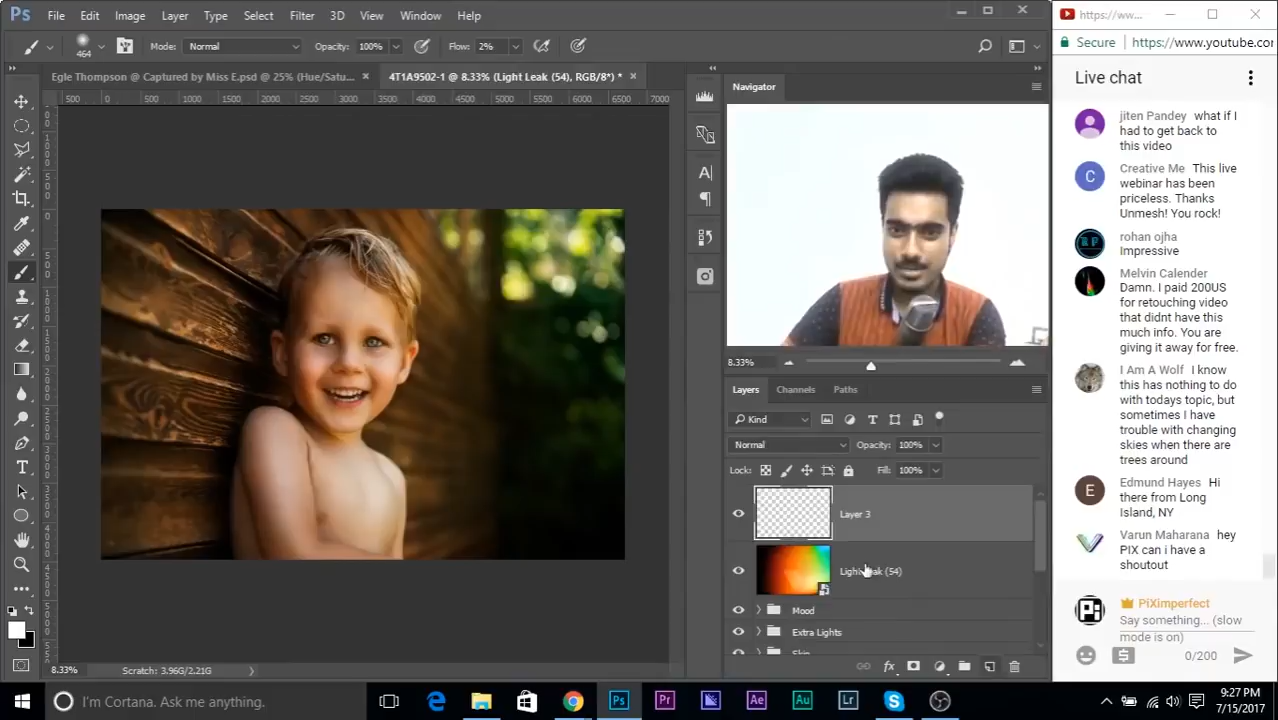 Ps File Edit Image Layer Type Select Filter 3D View Window Help
https://ww...
464 Mode: Normal Opacity: 100% Flow: 2%
Secure https://www.youtube.cor
Egle Thompson @ Captured by Miss E.psd @ 25% (Hue/Satu...
4T1A9502-1 @ 8.33% (Light Leak (54), RGB/8*) *
Navigator
Live chat
500 0 500 1000 1500 2000 2500 3000 3500 4000 4500 5000 5500 6000 6500 7000
jiten Pandey what if I
had to get back to
this video
Creative Me This live
webinar has been
priceless. Thanks
Unmesh! You rock!
rohan ojha
Impressive
Melvin Calender
Damn. I paid 200US
for retouching video
that didnt have this
much info. You are
giving it away for free.
I Am A Wolf I know
this has nothing to do
with todays topic, but
sometimes I have
trouble with changing
skies when there are
trees around
Edmund Hayes Hi
there from Long
Island, NY
Varun Maharana hey
PIX can i have a
shoutout
PiXimperfect
Say something... (slow
mode is on)
0/200
8.33%
Layers Channels Paths
Kind
Normal Opacity: 100%
Lock: Fill: 100%
Layer 3
Light Leak (54)
Mood
Extra Lights
Skin
8.33% Scratch: 3.96G/2.21G
I'm Cortana. Ask me anything.
Ps Pr Ae Au Lr
9:27 PM
7/15/2017